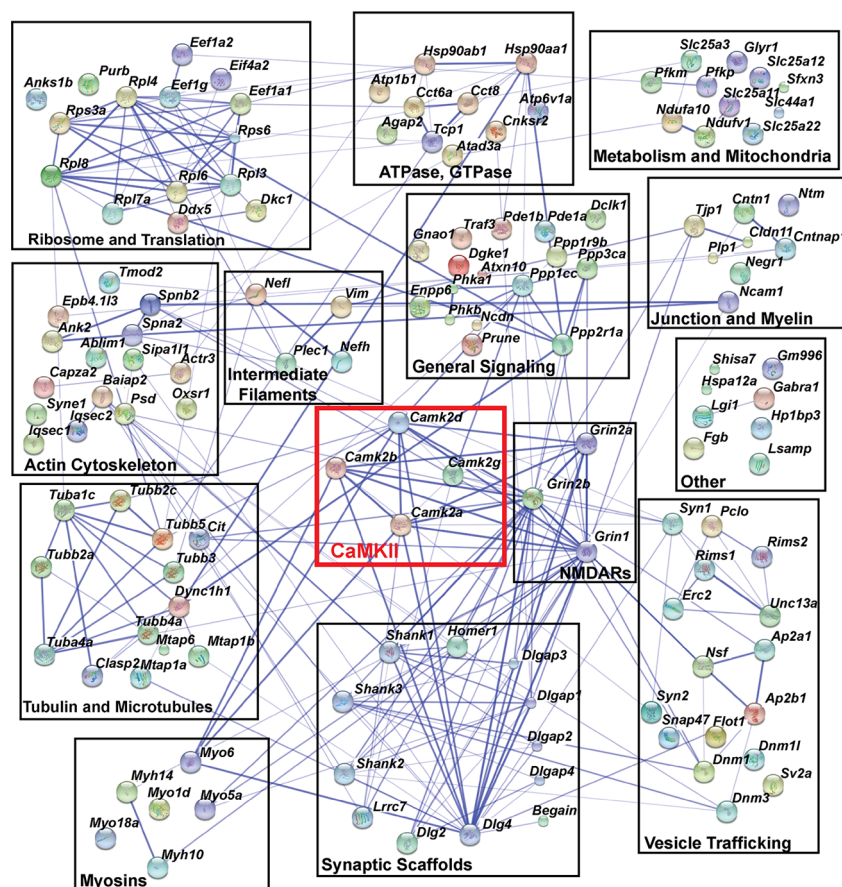 Eef1a2
Eif4a2
Purb
Anks1b
Rpl4
Eef1g
Eef1a1
Rps3a
Rps6
Rpl8
Rpl6
Rpl3
Rpl7a
Ddx5
Dkc1
Ribosome and Translation
Hsp90ab1
Hsp90aa1
Atp1b1
Cct6a
Cct8
Atp6v1a
Agap2
Tcp1
Cnksr2
Atad3a
ATPase, GTPase
Slc25a3
Glyr1
Slc25a12
Pfkm
Pfkp
Sfxn3
Slc25a11
Slc44a1
Ndufa10
Ndufv1
Slc25a22
Metabolism and Mitochondria
Tmod2
Epb4.1l3
Spnb2
Ank2
Spna2
Ablim1
Sipa1l1
Actr3
Capza2
Baiap2
Oxsr1
Syne1
Iqsec2
Psd
Iqsec1
Actin Cytoskeleton
Nefl
Vim
Plec1
Nefh
Intermediate
Filaments
Gnao1
Traf3
Pde1b
Pde1a
Dclk1
Dgke1
Ppp1r9b
Atxn10
Ppp3ca
Enpp6
Phka1
Ppp1cc
Phkb
Ncdn
Prune
Ppp2r1a
General Signaling
Tjp1
Cntn1
Ntm
Cldn11
Cntnap1
Plp1
Negr1
Ncam1
Junction and Myelin
Shisa7
Gm996
Hspa12a
Gabra1
Lgi1
Hp1bp3
Fgb
Lsamp
Other
Camk2d
Camk2b
Camk2g
Camk2a
CaMKII
Grin2a
Grin2b
Grin1
NMDARs
Tuba1c
Tubb2c
Tubb5
Cit
Tubb2a
Tubb3
Dync1h1
Tubb4a
Tuba4a
Mtap6
Mtap1b
Clasp2
Mtap1a
Tubulin and Microtubules
Syn1
Pclo
Rims2
Rims1
Erc2
Unc13a
Nsf
Ap2a1
Syn2
Ap2b1
Snap47
Flot1
Dnm1
Dnm1l
Sv2a
Dnm3
Vesicle Trafficking
Shank1
Homer1
Dlgap3
Shank3
Dlgap1
Dlgap2
Shank2
Dlgap4
Lrrc7
Begain
Dlg2
Dlg4
Synaptic Scaffolds
Myo6
Myh14
Myo1d
Myo5a
Myo18a
Myh10
Myosins